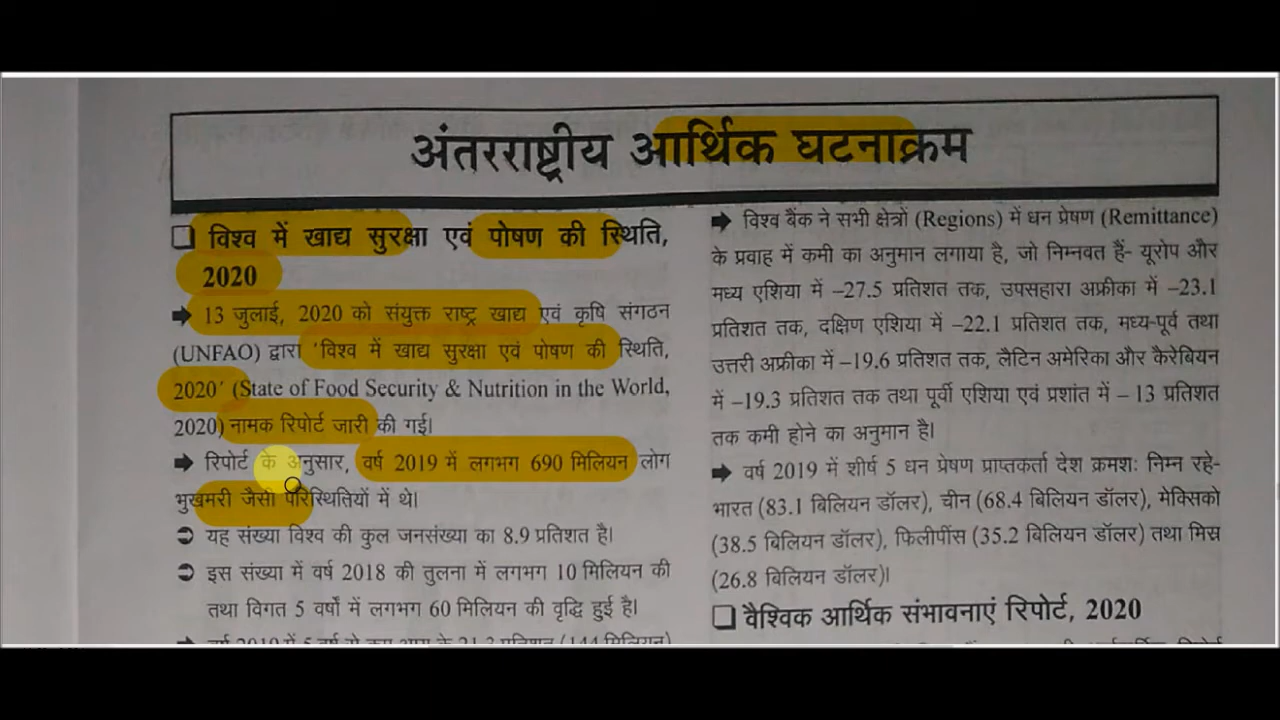 अंतरराष्ट्रीय आर्थिक घटनाक्रम
❑ विश्व में खाद्य सुरक्षा एवं पोषण की स्थिति,
2020
➡ 13 जुलाई, 2020 को संयुक्त राष्ट्र खाद्य एवं कृषि संगठन
(UNFAO) द्वारा 'विश्व में खाद्य सुरक्षा एवं पोषण की स्थिति,
2020' (State of Food Security & Nutrition in the World,
2020) नामक रिपोर्ट जारी की गई।
➡ रिपोर्ट के अनुसार, वर्ष 2019 में लगभग 690 मिलियन लोग
भुखमरी जैसी परिस्थितियों में थे।
➲ यह संख्या विश्व की कुल जनसंख्या का 8.9 प्रतिशत है।
➲ इस संख्या में वर्ष 2018 की तुलना में लगभग 10 मिलियन की
तथा विगत 5 वर्षों में लगभग 60 मिलियन की वृद्धि हुई है।
➡ विश्व बैंक ने सभी क्षेत्रों (Regions) में धन प्रेषण (Remittance)
के प्रवाह में कमी का अनुमान लगाया है, जो निम्नवत हैं- यूरोप और
मध्य एशिया में –27.5 प्रतिशत तक, उपसहारा अफ्रीका में –23.1
प्रतिशत तक, दक्षिण एशिया में –22.1 प्रतिशत तक, मध्य-पूर्व तथा
उत्तरी अफ्रीका में –19.6 प्रतिशत तक, लैटिन अमेरिका और कैरेबियन
में –19.3 प्रतिशत तक तथा पूर्वी एशिया एवं प्रशांत में – 13 प्रतिशत
तक कमी होने का अनुमान है।
➡ वर्ष 2019 में शीर्ष 5 धन प्रेषण प्राप्तकर्ता देश क्रमशः निम्न रहे-
भारत (83.1 बिलियन डॉलर), चीन (68.4 बिलियन डॉलर), मेक्सिको
(38.5 बिलियन डॉलर), फिलीपींस (35.2 बिलियन डॉलर) तथा मिस्र
(26.8 बिलियन डॉलर)।
❑ वैश्विक आर्थिक संभावनाएं रिपोर्ट, 2020